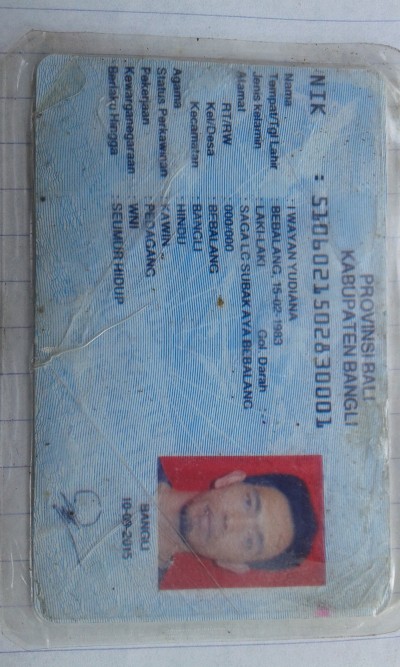 PROVINSI BALI
KABUPATEN BANGLI
NIK : 5106021502830001
Nama : I WAYAN YUDIANA
Tempat/Tgl Lahir : BEBALANG, 15-02-1983
Jenis kelamin : LAKI-LAKI Gol. Darah : -
Alamat : SAGA LC SUBAK AYA BEBALANG
RT/RW : 000/000
Kel/Desa : BEBALANG
Kecamatan : BANGLI
Agama : HINDU
Status Perkawinan : KAWIN
Pekerjaan : PEDAGANG
Kewarganegaraan : WNI
Berlaku Hingga : SEUMUR HIDUP
BANGLI
10-09-2015